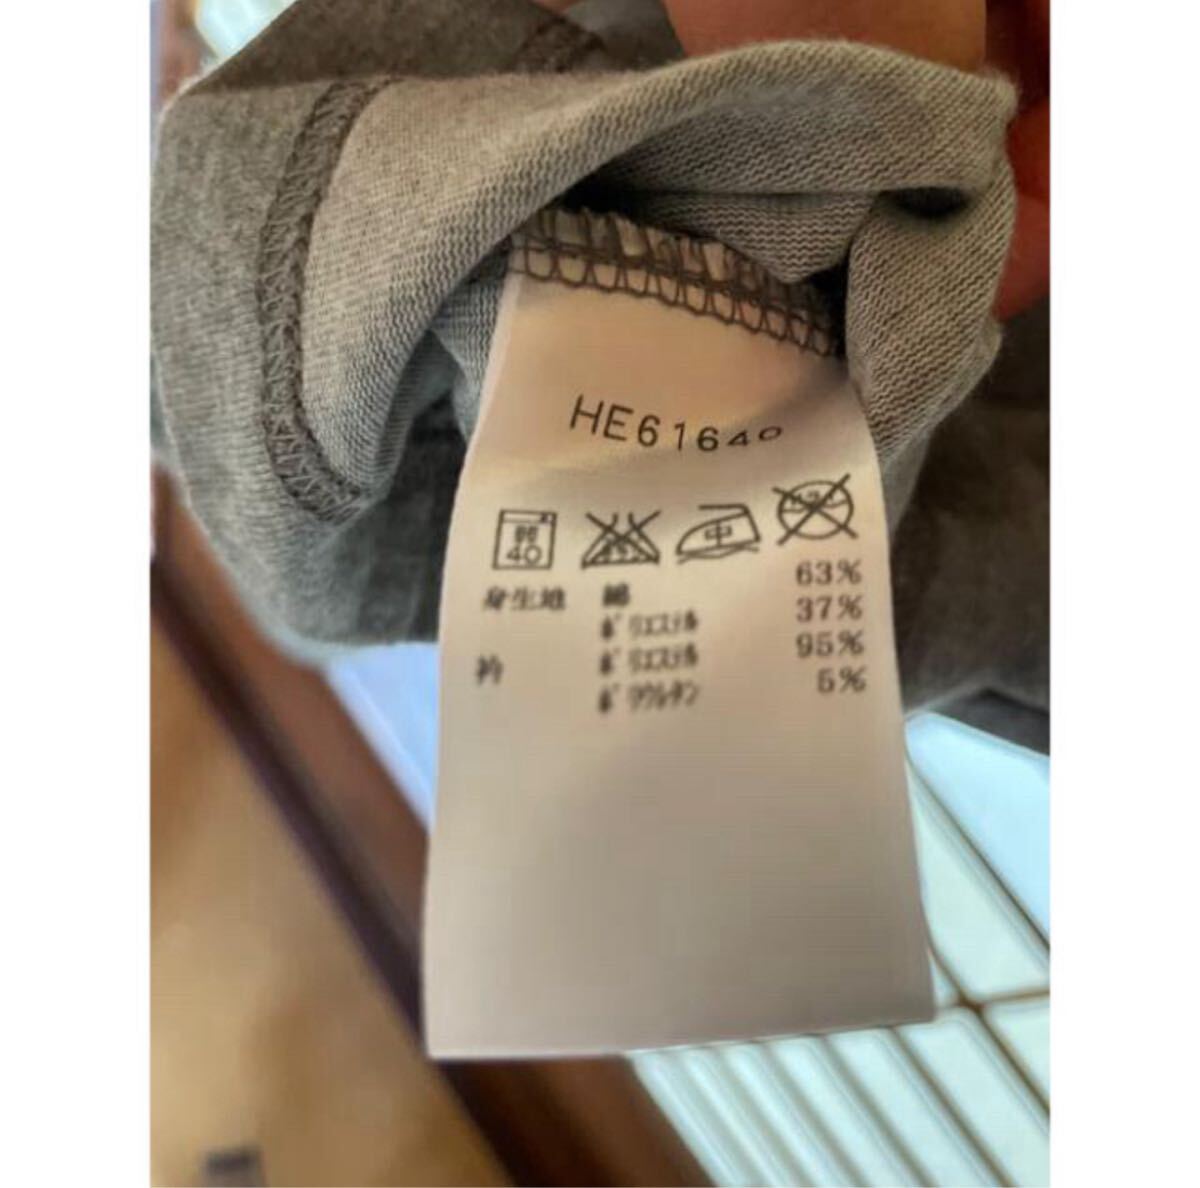 HE61640
弱 40 中
身生地 綿 63%
ポリエステル 37%
衿 ポリエステル 95%
ポリウレタン 5%